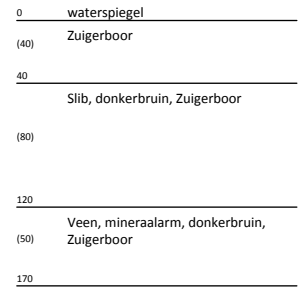 0 waterspiegel
(40) Zuigerboor
40
Slib, donkerbruin, Zuigerboor
(80)
120
Veen, mineraalarm, donkerbruin,
(50) Zuigerboor
170